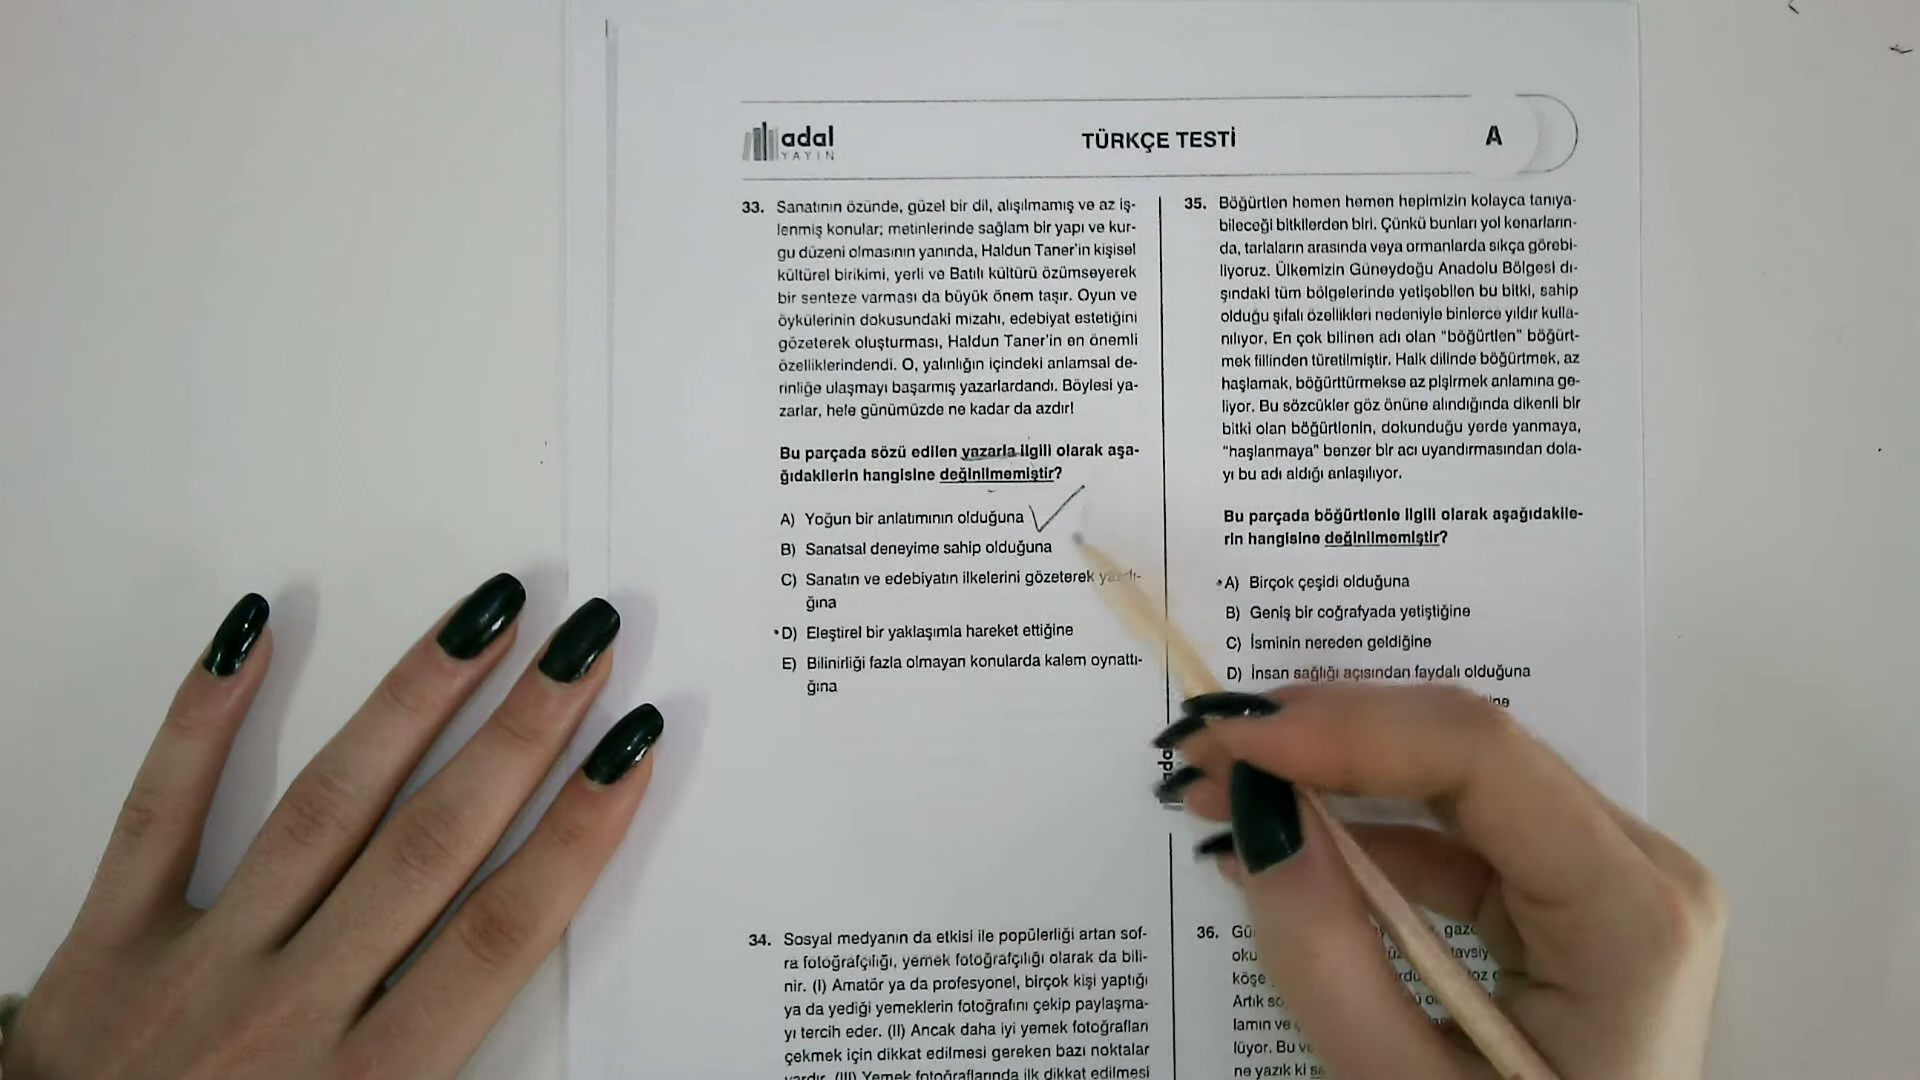 adal
YAYIN
TÜRKÇE TESTİ
A
33. Sanatının özünde, güzel bir dil, alışılmamış ve az iş-
lenmiş konular; metinlerinde sağlam bir yapı ve kur-
gu düzeni olmasının yanında, Haldun Taner'in kişisel
kültürel birikimi, yerli ve Batılı kültürü özümseyerek
bir senteze varması da büyük önem taşır. Oyun ve
öykülerinin dokusundaki mizahı, edebiyat estetiğini
gözeterek oluşturması, Haldun Taner'in en önemli
özelliklerindendi. O, yalınlığın içindeki anlamsal de-
rinliğe ulaşmayı başarmış yazarlardandı. Böylesi ya-
zarlar, hele günümüzde ne kadar da azdır!
Bu parçada sözü edilen yazarla ilgili olarak aşa-
ğıdakilerin hangisine değinilmemiştir?
A) Yoğun bir anlatımının olduğuna
B) Sanatsal deneyime sahip olduğuna
C) Sanatın ve edebiyatın ilkelerini gözeterek yazdı-
ğına
D) Eleştirel bir yaklaşımla hareket ettiğine
E) Bilinirliği fazla olmayan konularda kalem oynattı-
ğına
34. Sosyal medyanın da etkisi ile popülerliği artan sof-
ra fotoğrafçılığı, yemek fotoğrafçılığı olarak da bili-
nir. (I) Amatör ya da profesyonel, birçok kişi yaptığı
ya da yediği yemeklerin fotoğrafını çekip paylaşma-
yı tercih eder. (II) Ancak daha iyi yemek fotoğrafları
çekmek için dikkat edilmesi gereken bazı noktalar
vardır. (III) Yemek fotoğraflarında ilk dikkat edilmesi
35. Böğürtlen hemen hemen hepimizin kolayca tanıya-
bileceği bitkilerden biri. Çünkü bunları yol kenarların-
da, tarlaların arasında veya ormanlarda sıkça görebi-
liyoruz. Ülkemizin Güneydoğu Anadolu Bölgesi dı-
şındaki tüm bölgelerinde yetişebilen bu bitki, sahip
olduğu şifalı özellikleri nedeniyle binlerce yıldır kulla-
nılıyor. En çok bilinen adı olan "böğürtlen" böğürt-
mek fiilinden türetilmiştir. Halk dilinde böğürtmek, az
haşlamak, böğürttürmekse az pişirmek anlamına ge-
liyor. Bu sözcükler göz önüne alındığında dikenli bir
bitki olan böğürtlenin, dokunduğu yerde yanmaya,
"haşlanmaya" benzer bir acı uyandırmasından dola-
yı bu adı aldığı anlaşılıyor.
Bu parçada böğürtlenle ilgili olarak aşağıdakile-
rin hangisine değinilmemiştir?
A) Birçok çeşidi olduğuna
B) Geniş bir coğrafyada yetiştiğine
C) İsminin nereden geldiğine
D) İnsan sağlığı açısından faydalı olduğuna
36.
köşe
Artık
lamın ve
lüyor. Bu
ne yazık ki